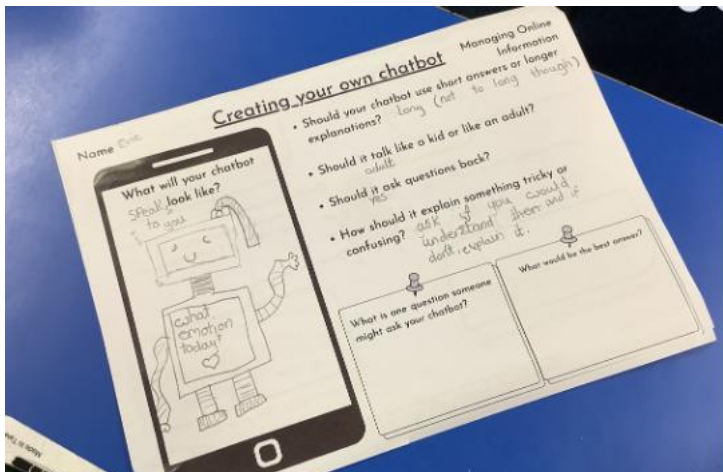 Creating your own chatbot
Managing Online
Information
Name Evie
What will your chatbot
look like?
Speaks
to you
what
emotion
today?
• Should your chatbot use short answers or longer
explanations? long (not to long though)
• Should it talk like a kid or like an adult?
adult
• Should it ask questions back?
yes
• How should it explain something tricky or
confusing? ask if you would
understand then and if
don't, explain it.
What is one question someone
might ask your chatbot?
What would be the best answer?